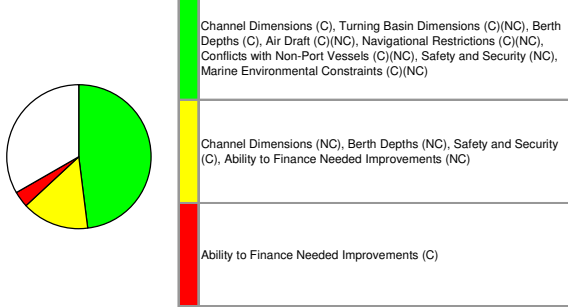 Channel Dimensions (C), Turning Basin Dimensions (C)(NC), Berth
Depths (C), Air Draft (C)(NC), Navigational Restrictions (C)(NC),
Conflicts with Non-Port Vessels (C)(NC), Safety and Security (NC),
Marine Environmental Constraints (C)(NC)
Channel Dimensions (NC), Berth Depths (NC), Safety and Security
(C), Ability to Finance Needed Improvements (NC)
Ability to Finance Needed Improvements (C)